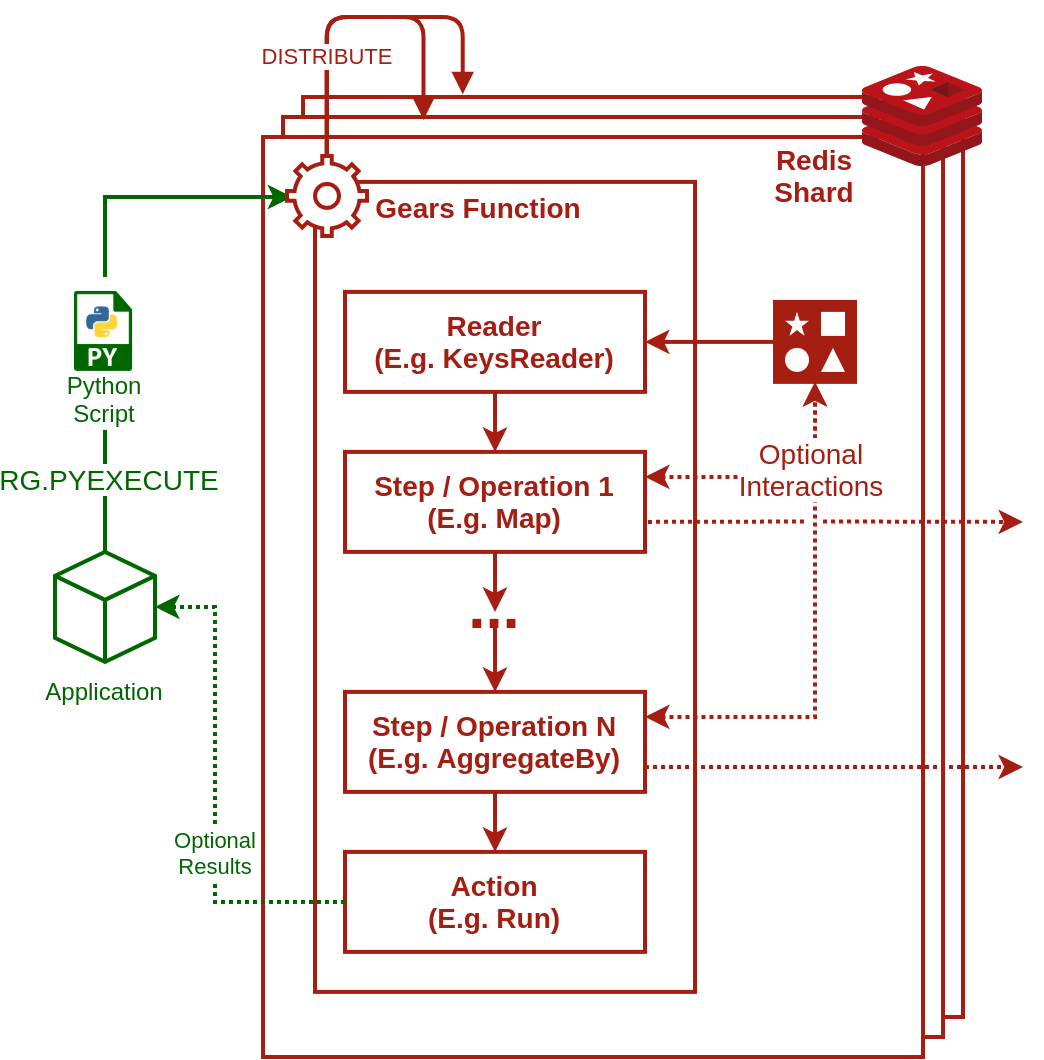 DISTRIBUTE
Redis
Shard
Gears Function
Reader
(E.g. KeysReader)
PY
Python
Script
RG.PYEXECUTE
Optional
Interactions
Step / Operation 1
(E.g. Map)
...
Application
Step / Operation N
(E.g. AggregateBy)
Optional
Results
Action
(E.g. Run)